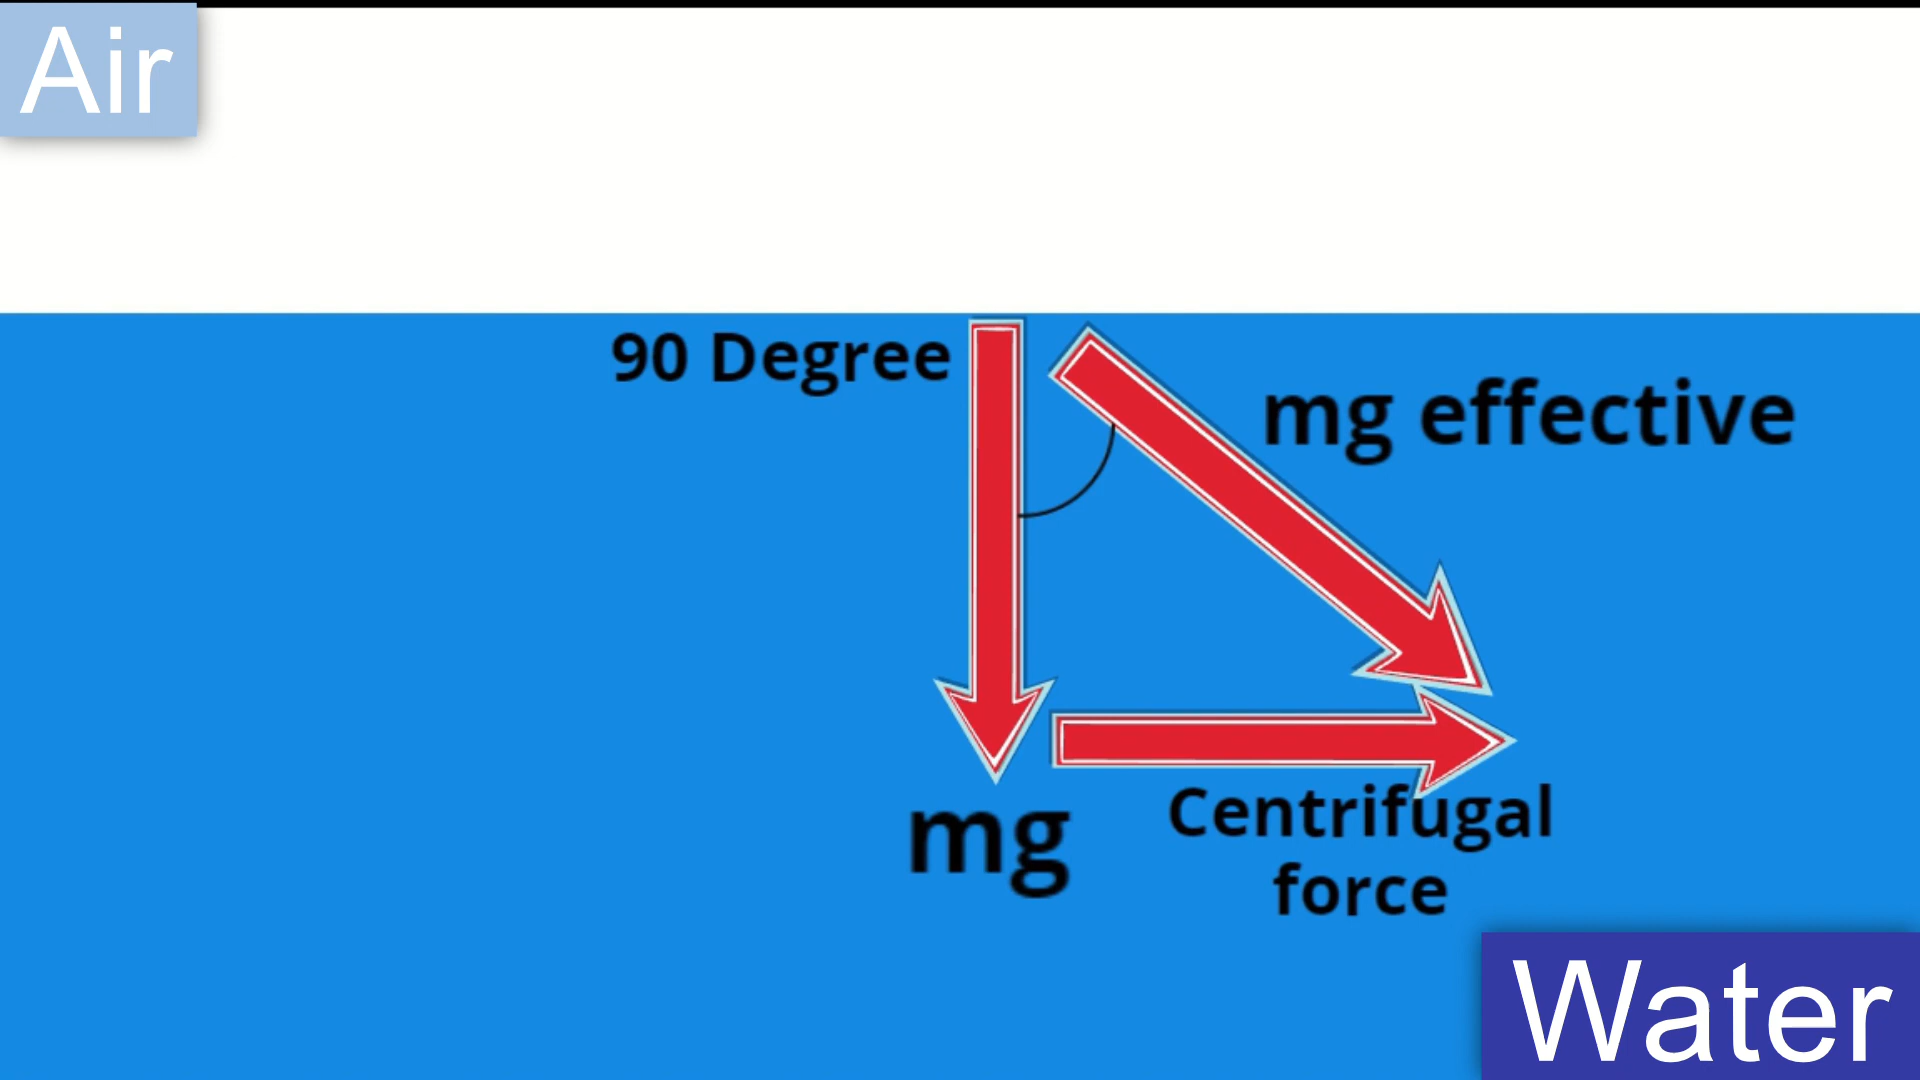 Air
90 Degree
mg effective
mg
Centrifugal
force
Water